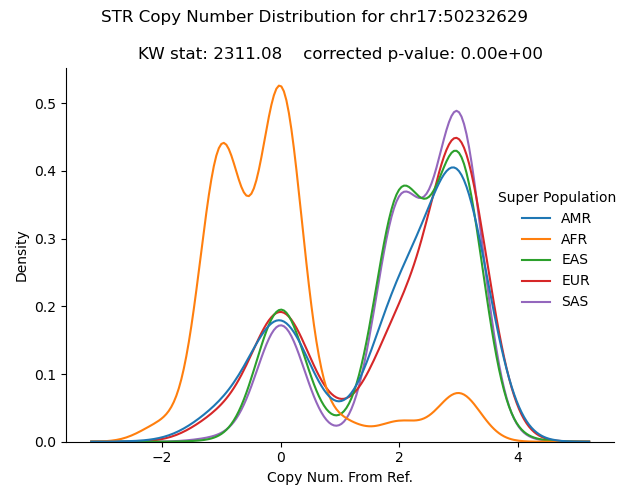 STR Copy Number Distribution for chr17:50232629
KW stat: 2311.08    corrected p-value: 0.00e+00
0.5
0.4
0.3
0.2
0.1
0.0
Density
−2
0
2
4
Copy Num. From Ref.
Super Population
AMR
AFR
EAS
EUR
SAS